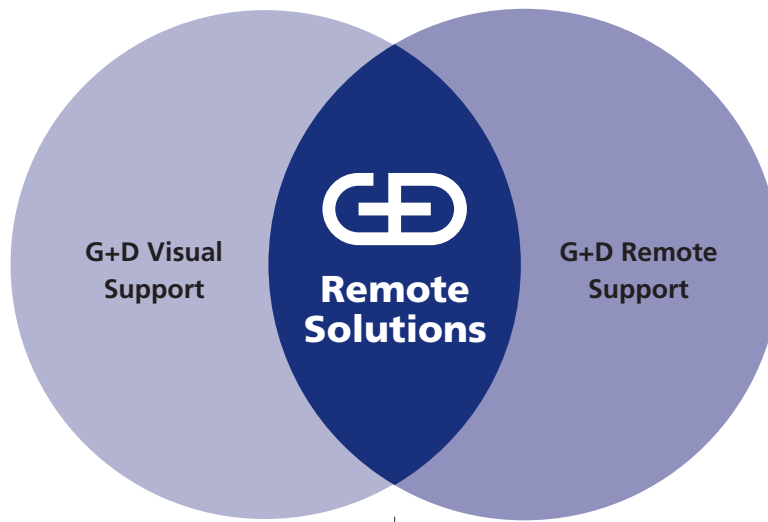 G+D Visual
Support
G+D
Remote
Solutions
G+D Remote
Support